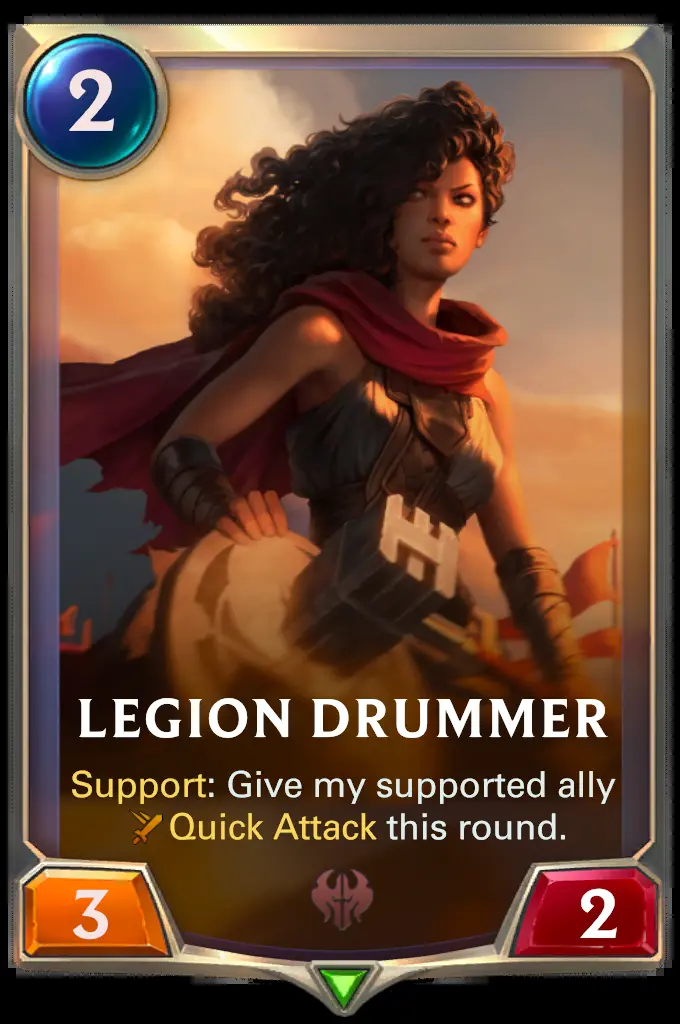 2
LEGION DRUMMER
Support: Give my supported ally
Quick Attack this round.
3
2